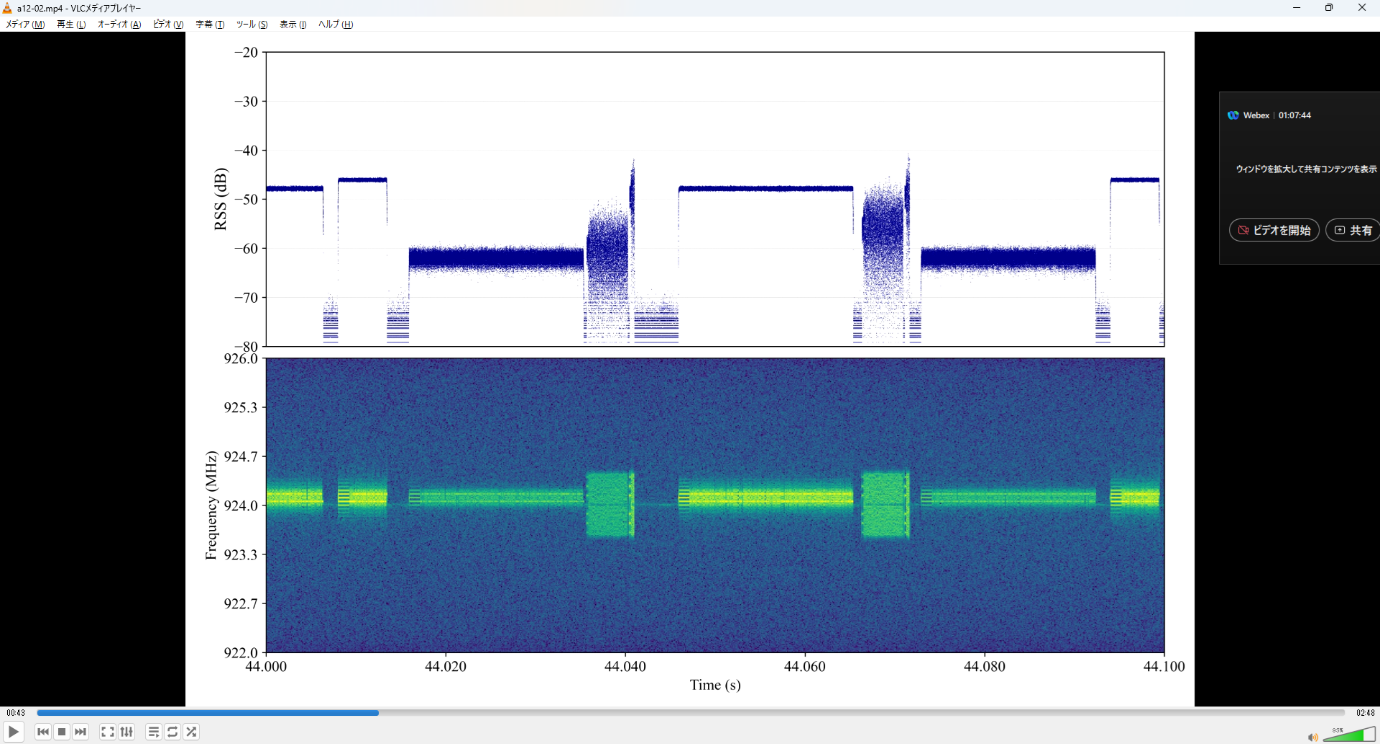 a12-02.mp4 - VLCメディアプレイヤー
メディア(M) 再生(L) オーディオ(A) ビデオ(V) 字幕(T) ツール(S) 表示(I) ヘルプ(H)
−20
−30
−40
−50
−60
−70
−80
RSS (dB)
926.0
925.3
924.7
924.0
923.3
922.7
922.0
Frequency (MHz)
44.000 44.020 44.040 44.060 44.080 44.100
Time (s)
Webex | 01:07:44
ウィンドウを拡大して共有コンテンツを表示
ビデオを開始 共有
00:43 02:48